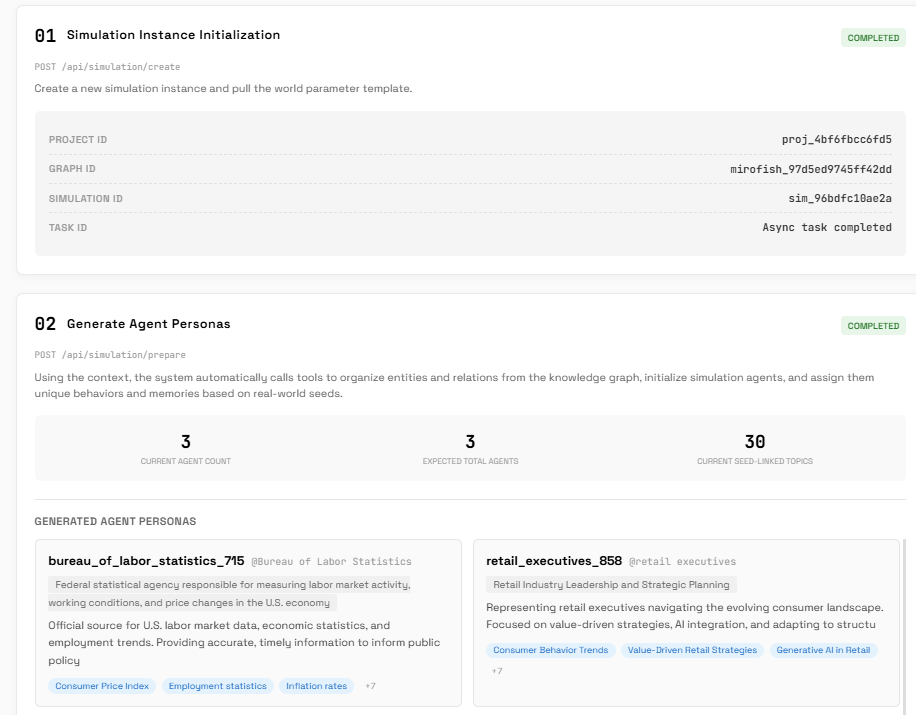 01 Simulation Instance Initialization
COMPLETED
POST /api/simulation/create
Create a new simulation instance and pull the world parameter template.
PROJECT ID proj_4bf6fbcc6fd5
GRAPH ID mirofish_97d5ed9745ff42dd
SIMULATION ID sim_96bdfc10ae2a
TASK ID Async task completed
02 Generate Agent Personas
COMPLETED
POST /api/simulation/prepare
Using the context, the system automatically calls tools to organize entities and relations from the knowledge graph, initialize simulation agents, and assign them
unique behaviors and memories based on real-world seeds.
3 3 30
CURRENT AGENT COUNT EXPECTED TOTAL AGENTS CURRENT SEED-LINKED TOPICS
GENERATED AGENT PERSONAS
bureau_of_labor_statistics_715 @Bureau of Labor Statistics
Federal statistical agency responsible for measuring labor market activity,
working conditions, and price changes in the U.S. economy
Official source for U.S. labor market data, economic statistics, and
employment trends. Providing accurate, timely information to inform public
policy
Consumer Price Index Employment statistics Inflation rates +7
retail_executives_858 @retail executives
Retail Industry Leadership and Strategic Planning
Representing retail executives navigating the evolving consumer landscape.
Focused on value-driven strategies, AI integration, and adapting to structu
Consumer Behavior Trends Value-Driven Retail Strategies Generative AI in Retail
+7